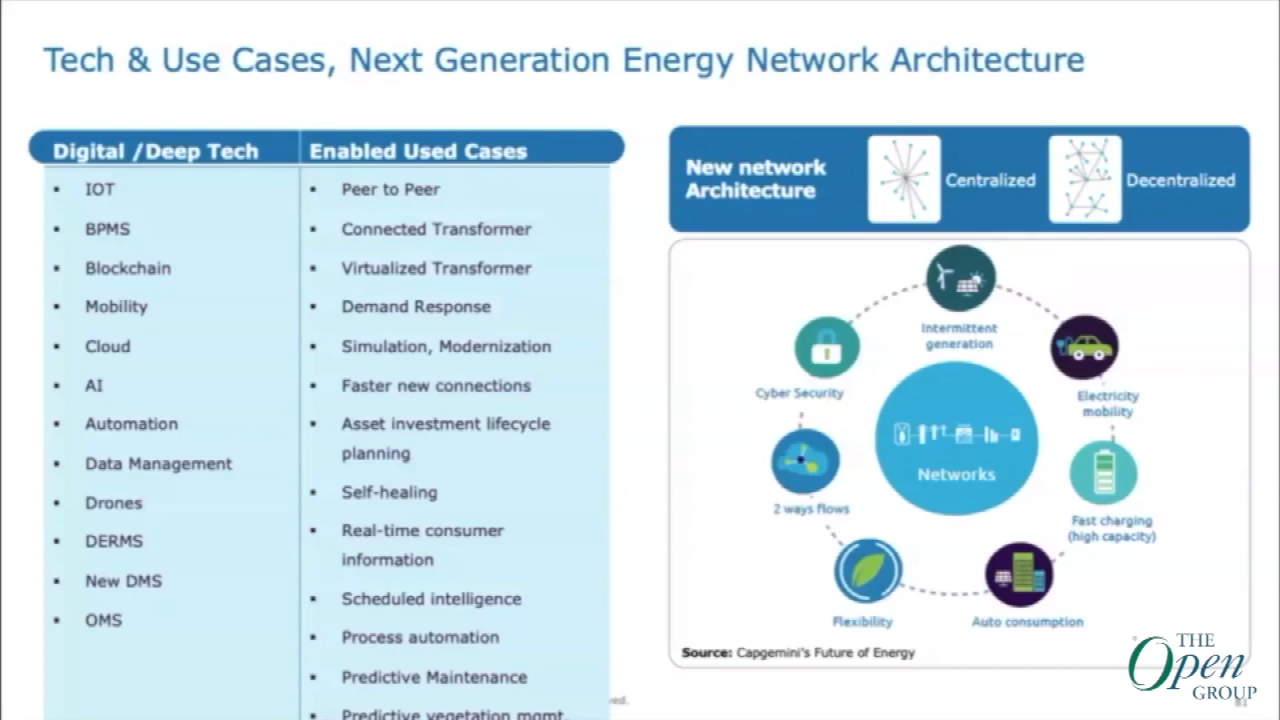 Tech & Use Cases, Next Generation Energy Network Architecture
Digital /Deep Tech
IOT
BPMS
Blockchain
Mobility
Cloud
AI
Automation
Data Management
Drones
DERMS
New DMS
OMS
Enabled Used Cases
Peer to Peer
Connected Transformer
Virtualized Transformer
Demand Response
Simulation, Modernization
Faster new connections
Asset investment lifecycle
planning
Self-healing
Real-time consumer
information
Scheduled intelligence
Process automation
Predictive Maintenance
Predictive vegetation mgmt.
New network
Architecture
Centralized
Decentralized
Intermittent
generation
Electricity
mobility
Fast charging
(high capacity)
Auto consumption
Flexibility
2 ways flows
Cyber Security
Networks
Source: Capgemini's Future of Energy
THE
Open
GROUP